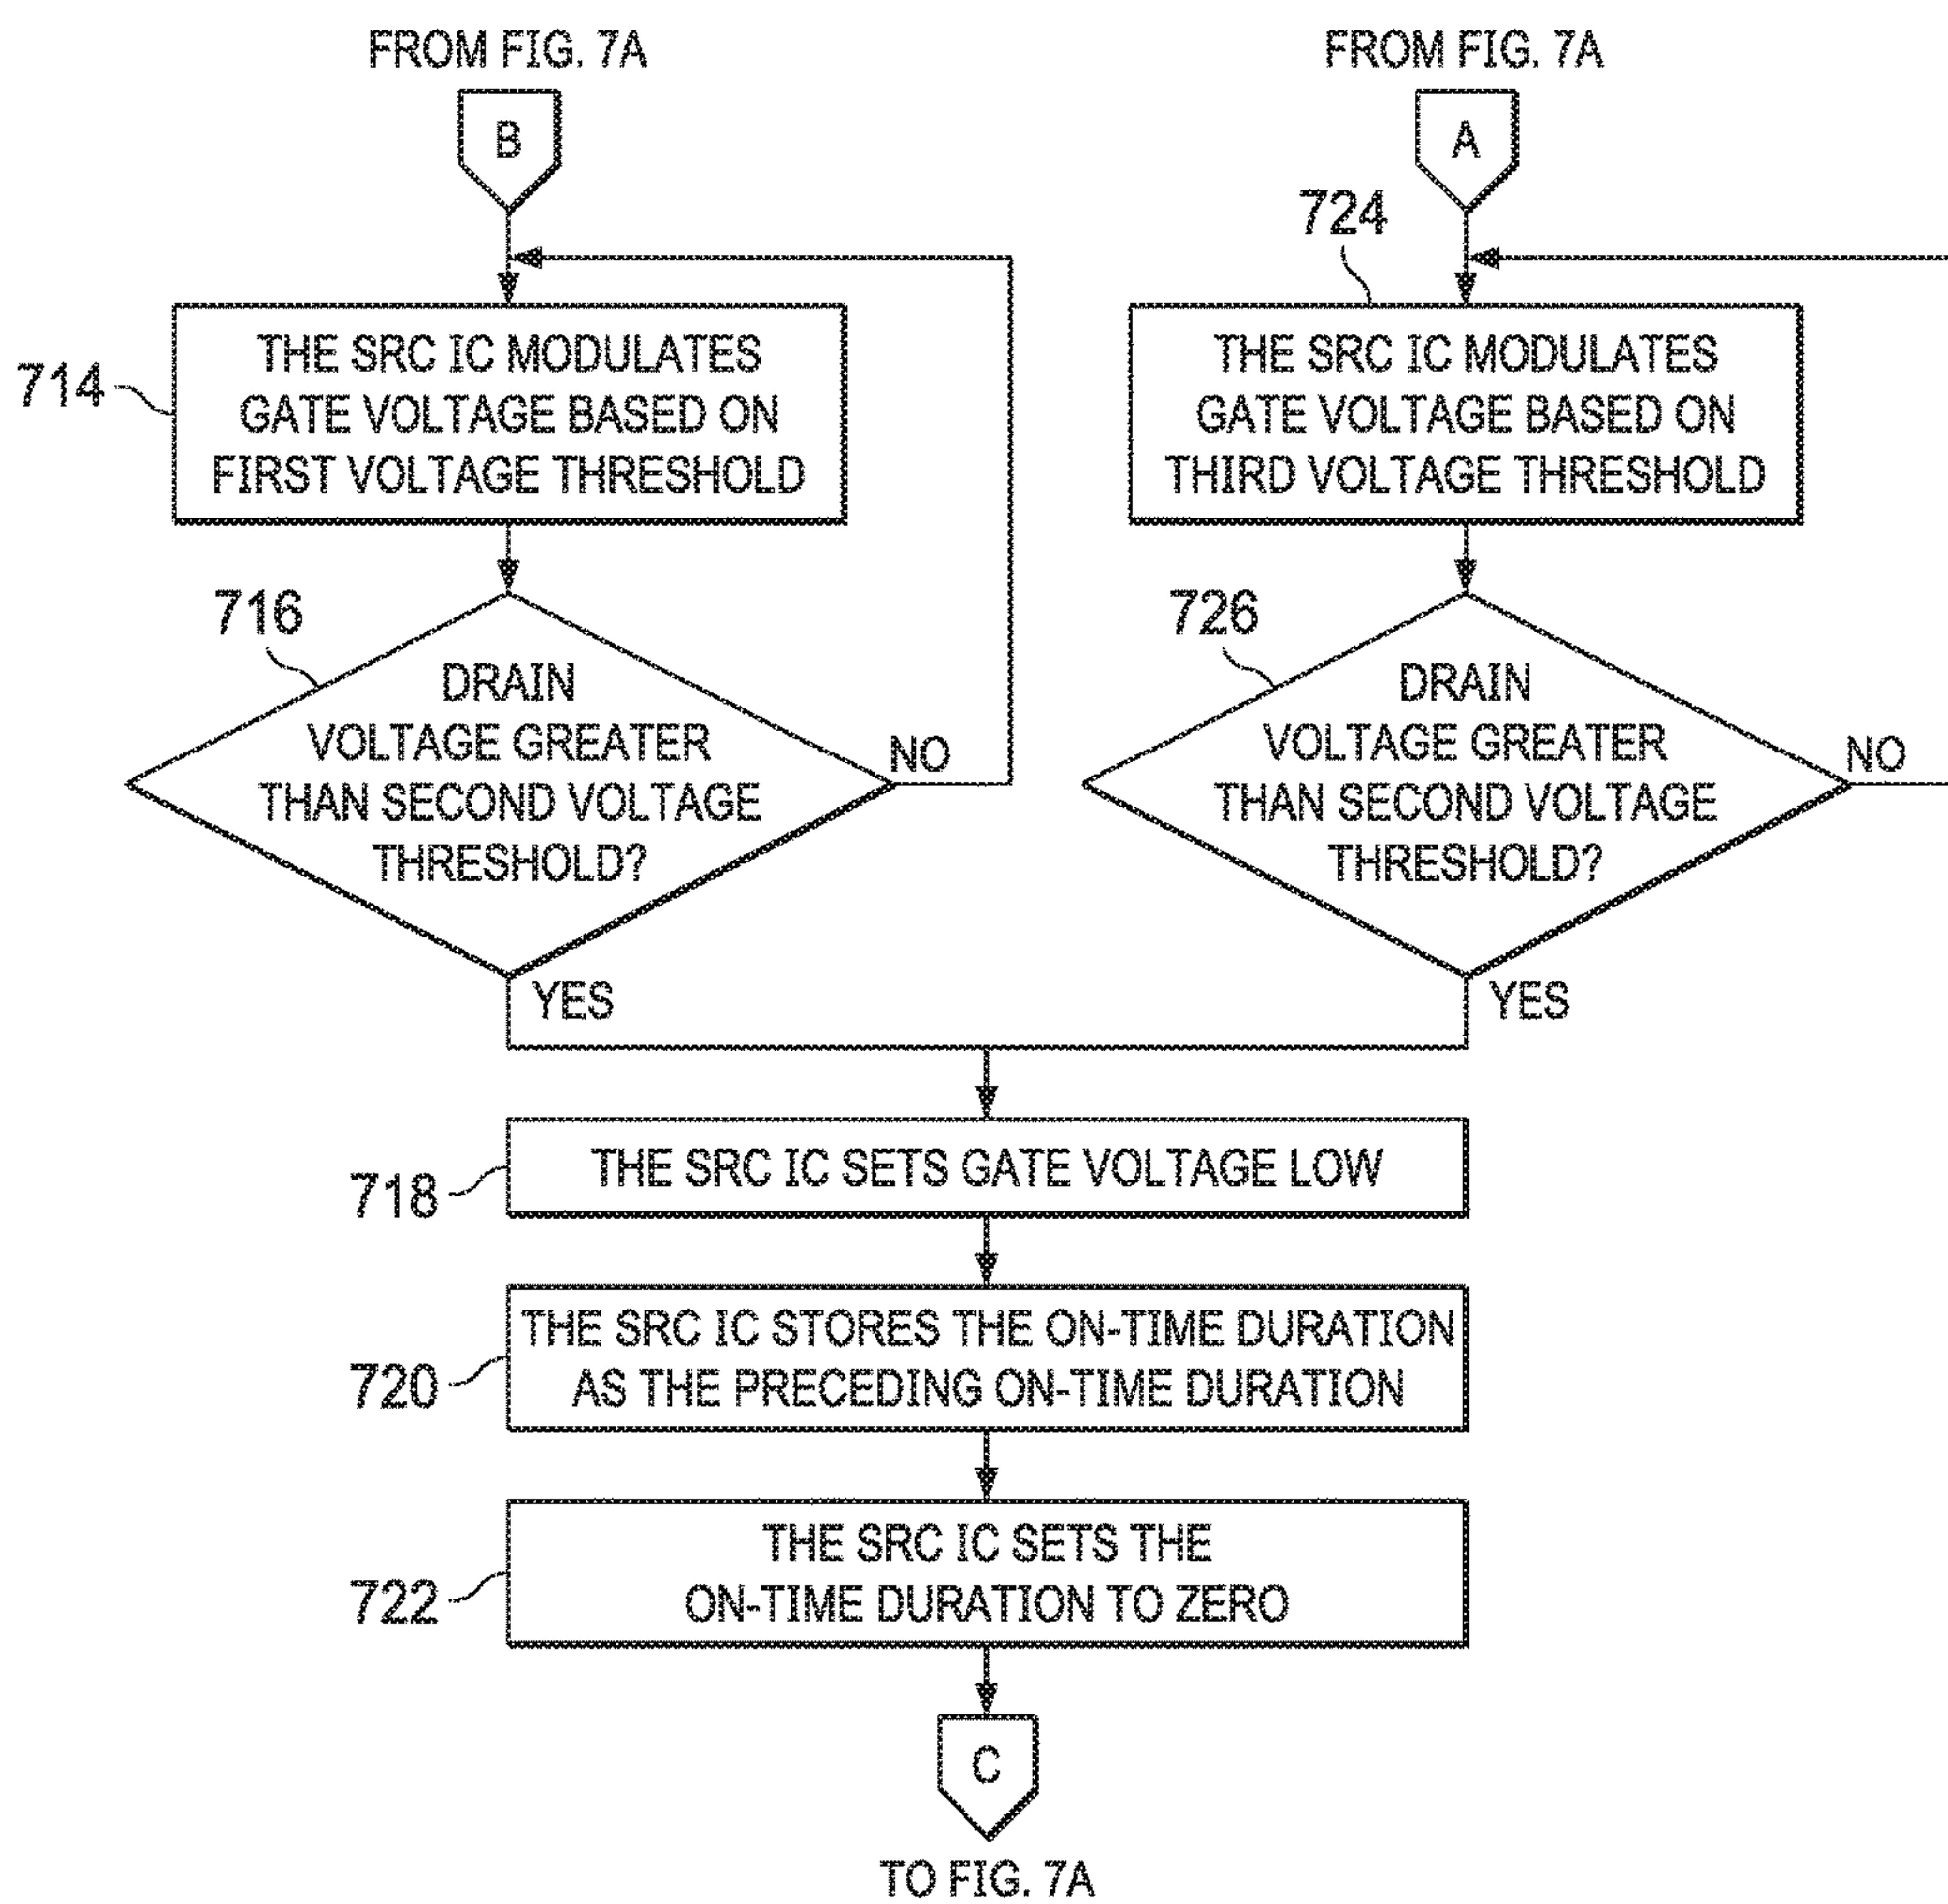 FROM FIG. 7A
B
714
THE SRC IC MODULATES
GATE VOLTAGE BASED ON
FIRST VOLTAGE THRESHOLD
716
DRAIN
VOLTAGE GREATER
THAN SECOND VOLTAGE
THRESHOLD?
NO
YES
FROM FIG. 7A
A
724
THE SRC IC MODULATES
GATE VOLTAGE BASED ON
THIRD VOLTAGE THRESHOLD
726
DRAIN
VOLTAGE GREATER
THAN SECOND VOLTAGE
THRESHOLD?
NO
YES
718
THE SRC IC SETS GATE VOLTAGE LOW
720
THE SRC IC STORES THE ON-TIME DURATION
AS THE PRECEDING ON-TIME DURATION
722
THE SRC IC SETS THE
ON-TIME DURATION TO ZERO
C
TO FIG. 7A